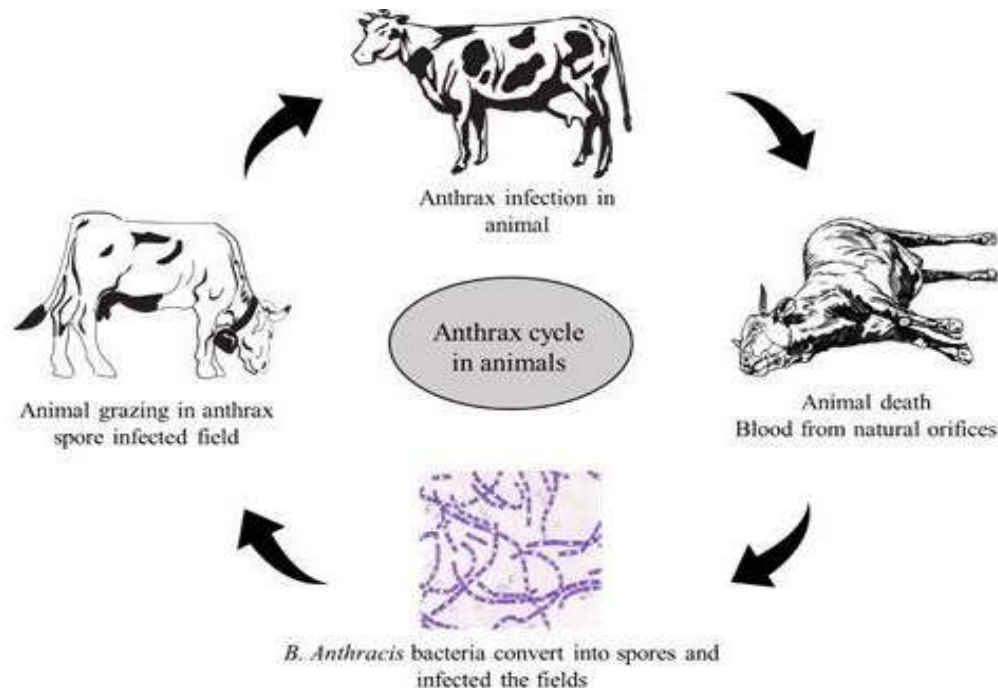 Anthrax infection in
animal
Anthrax cycle
in animals
Animal grazing in anthrax
spore infected field
Animal death
Blood from natural orifices
B. Anthracis bacteria convert into spores and
infected the fields